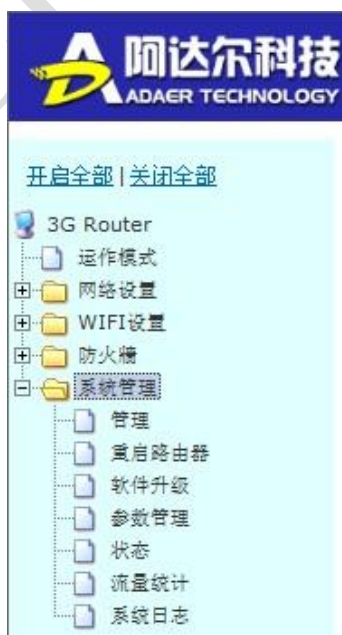 阿达尔科技
ADAER TECHNOLOGY
开启全部 | 关闭全部
3G Router
运作模式
网络设置
WIFI设置
防火墙
系统管理
管理
重启路由器
软件升级
参数管理
状态
流量统计
系统日志